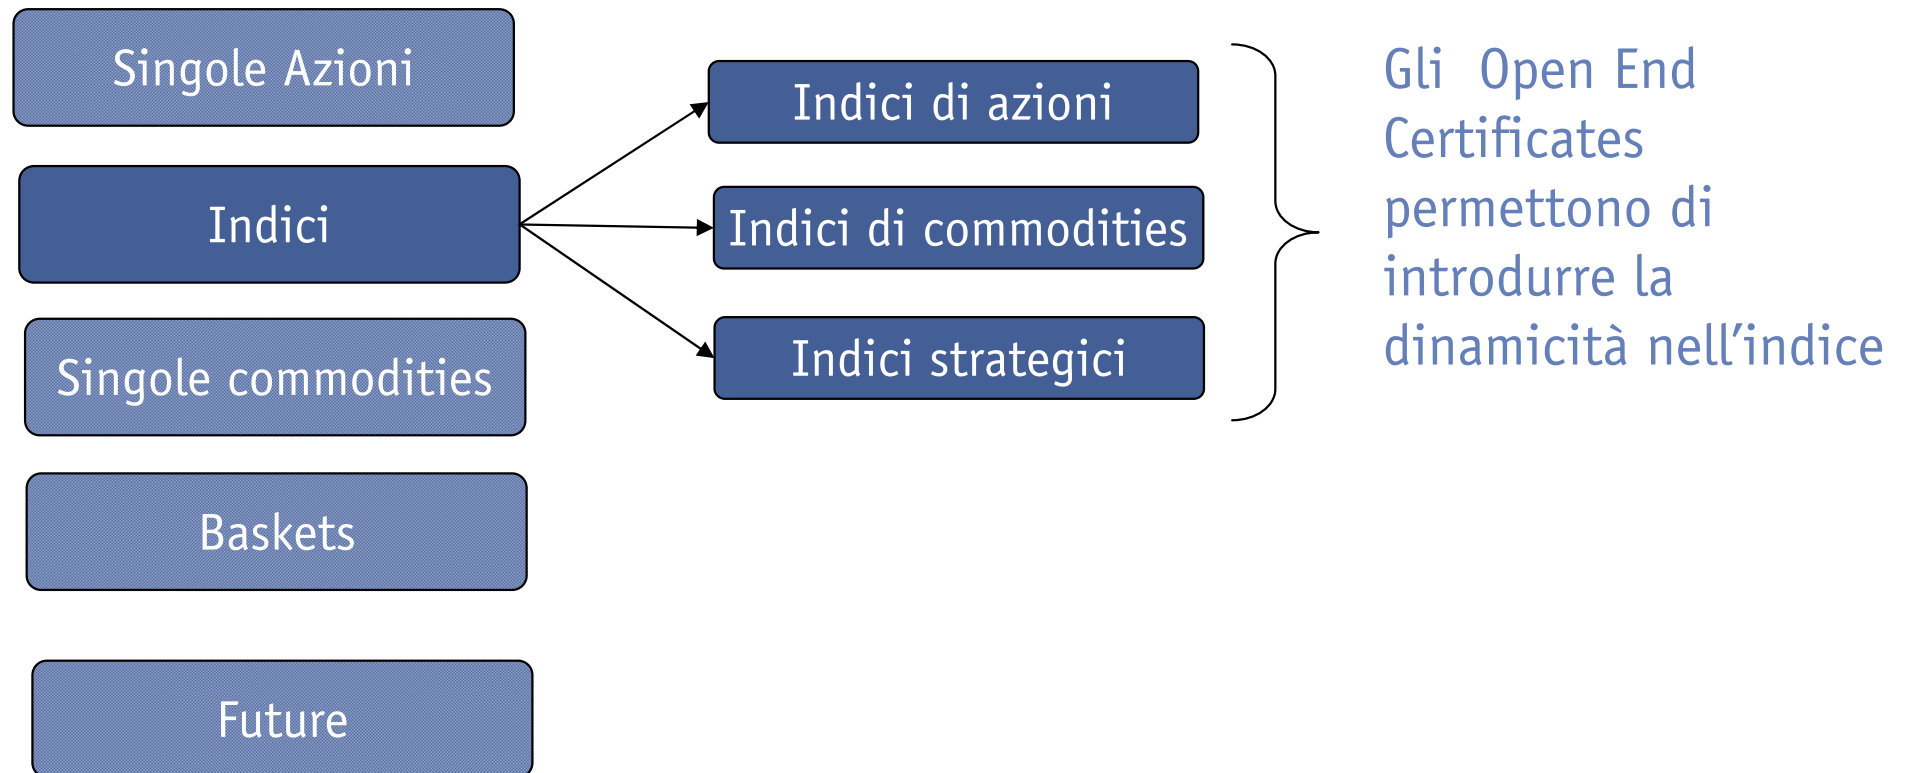 Singole Azioni
Indici
Singole commodities
Baskets
Future
Indici di azioni
Indici di commodities
Indici strategici
Gli  Open End
Certificates
permettono di
introdurre la
dinamicità nell’indice